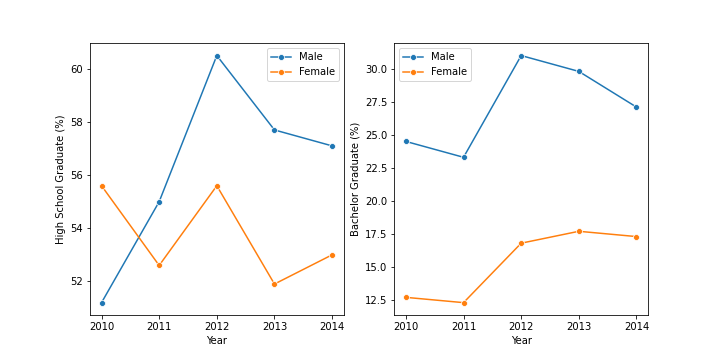 High School Graduate (%)
60
58
56
54
52
Male
Female
2010 2011 2012 2013 2014
Year
Bachelor Graduate (%)
30.0
27.5
25.0
22.5
20.0
17.5
15.0
12.5
Male
Female
2010 2011 2012 2013 2014
Year